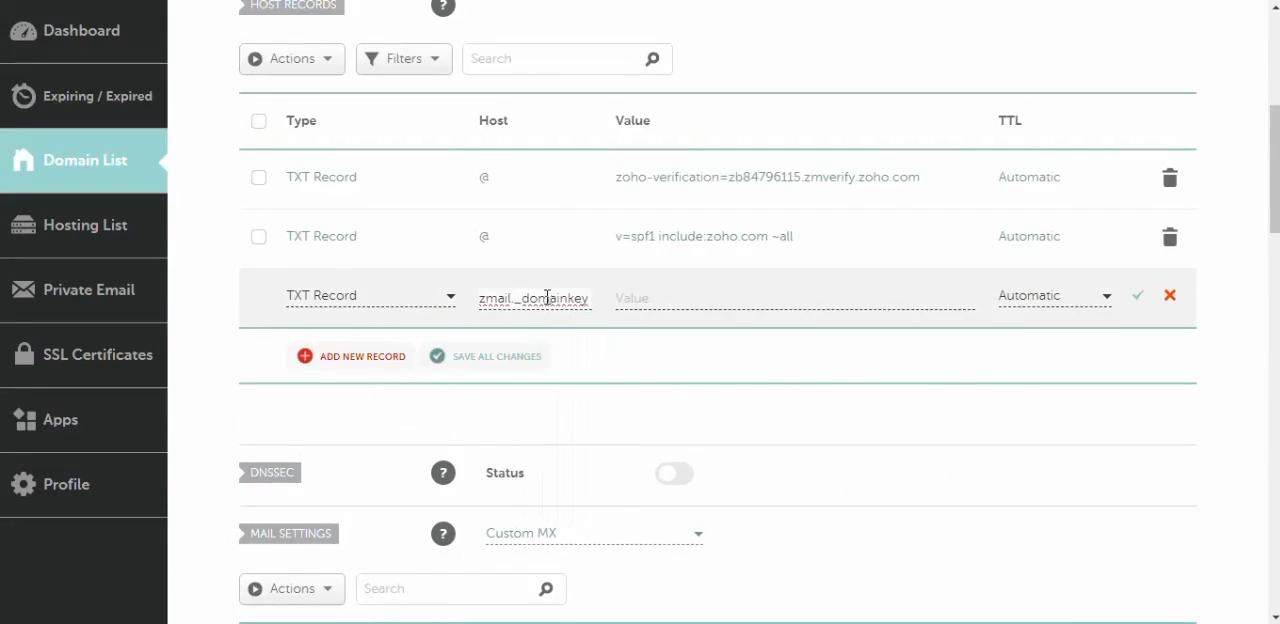 Dashboard
Expiring / Expired
Domain List
Hosting List
Private Email
SSL Certificates
Apps
Profile
HOST RECORDS ?
Actions Filters Search
Type Host Value TTL
TXT Record @ zoho-verification=zb84796115.zmverify.zoho.com Automatic
TXT Record @ v=spf1 include:zoho.com ~all Automatic
TXT Record zmail._domainkey Value Automatic
ADD NEW RECORD SAVE ALL CHANGES
DNSSEC ? Status
MAIL SETTINGS ? Custom MX
Actions Search